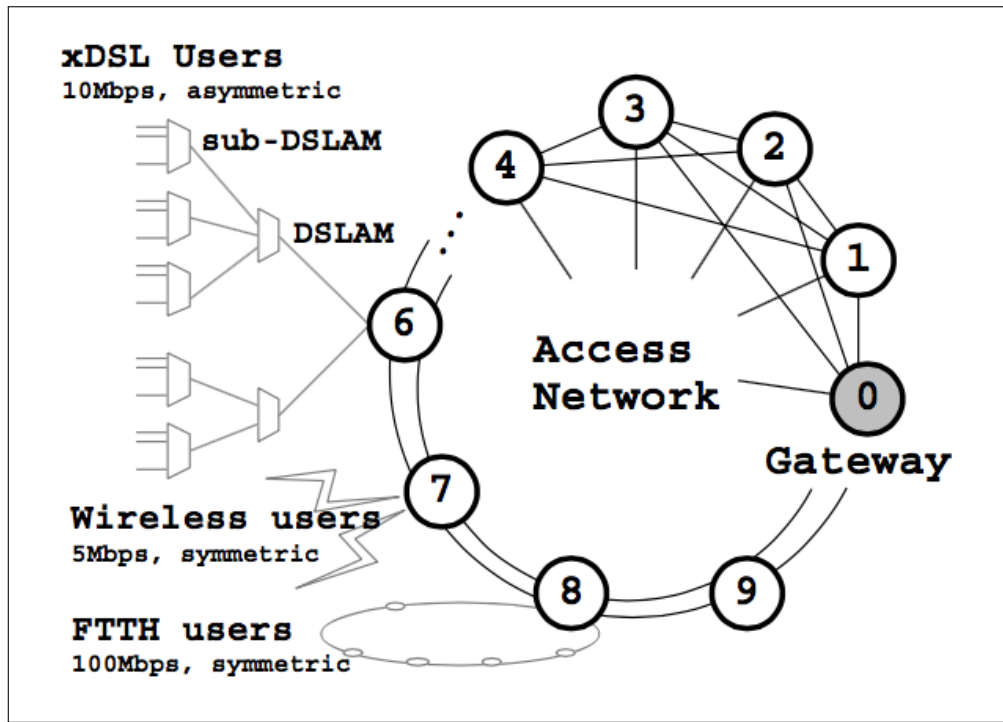 xDSL Users
10Mbps, asymmetric
sub-DSLAM
DSLAM
3
4
2
1
6
Access
Network
0
Gateway
7
Wireless users
5Mbps, symmetric
8
9
FTTH users
100Mbps, symmetric